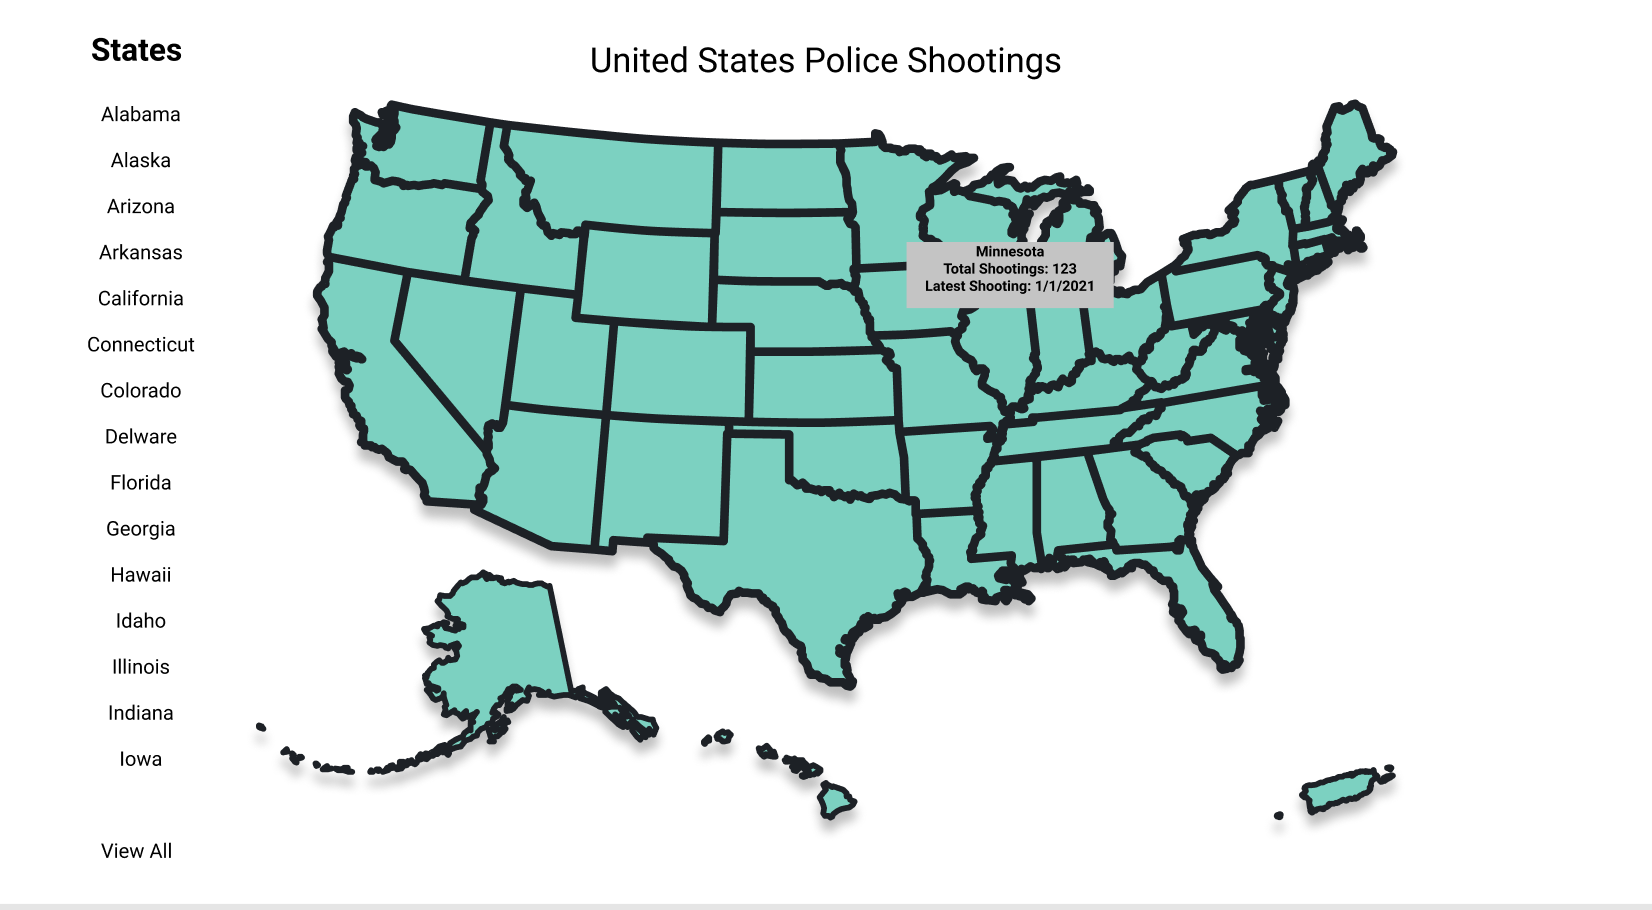 States
United States Police Shootings
Alabama
Alaska
Arizona
Arkansas
California
Connecticut
Colorado
Delware
Florida
Georgia
Hawaii
Idaho
Illinois
Indiana
Iowa
View All
Minnesota
Total Shootings: 123
Latest Shooting: 1/1/2021